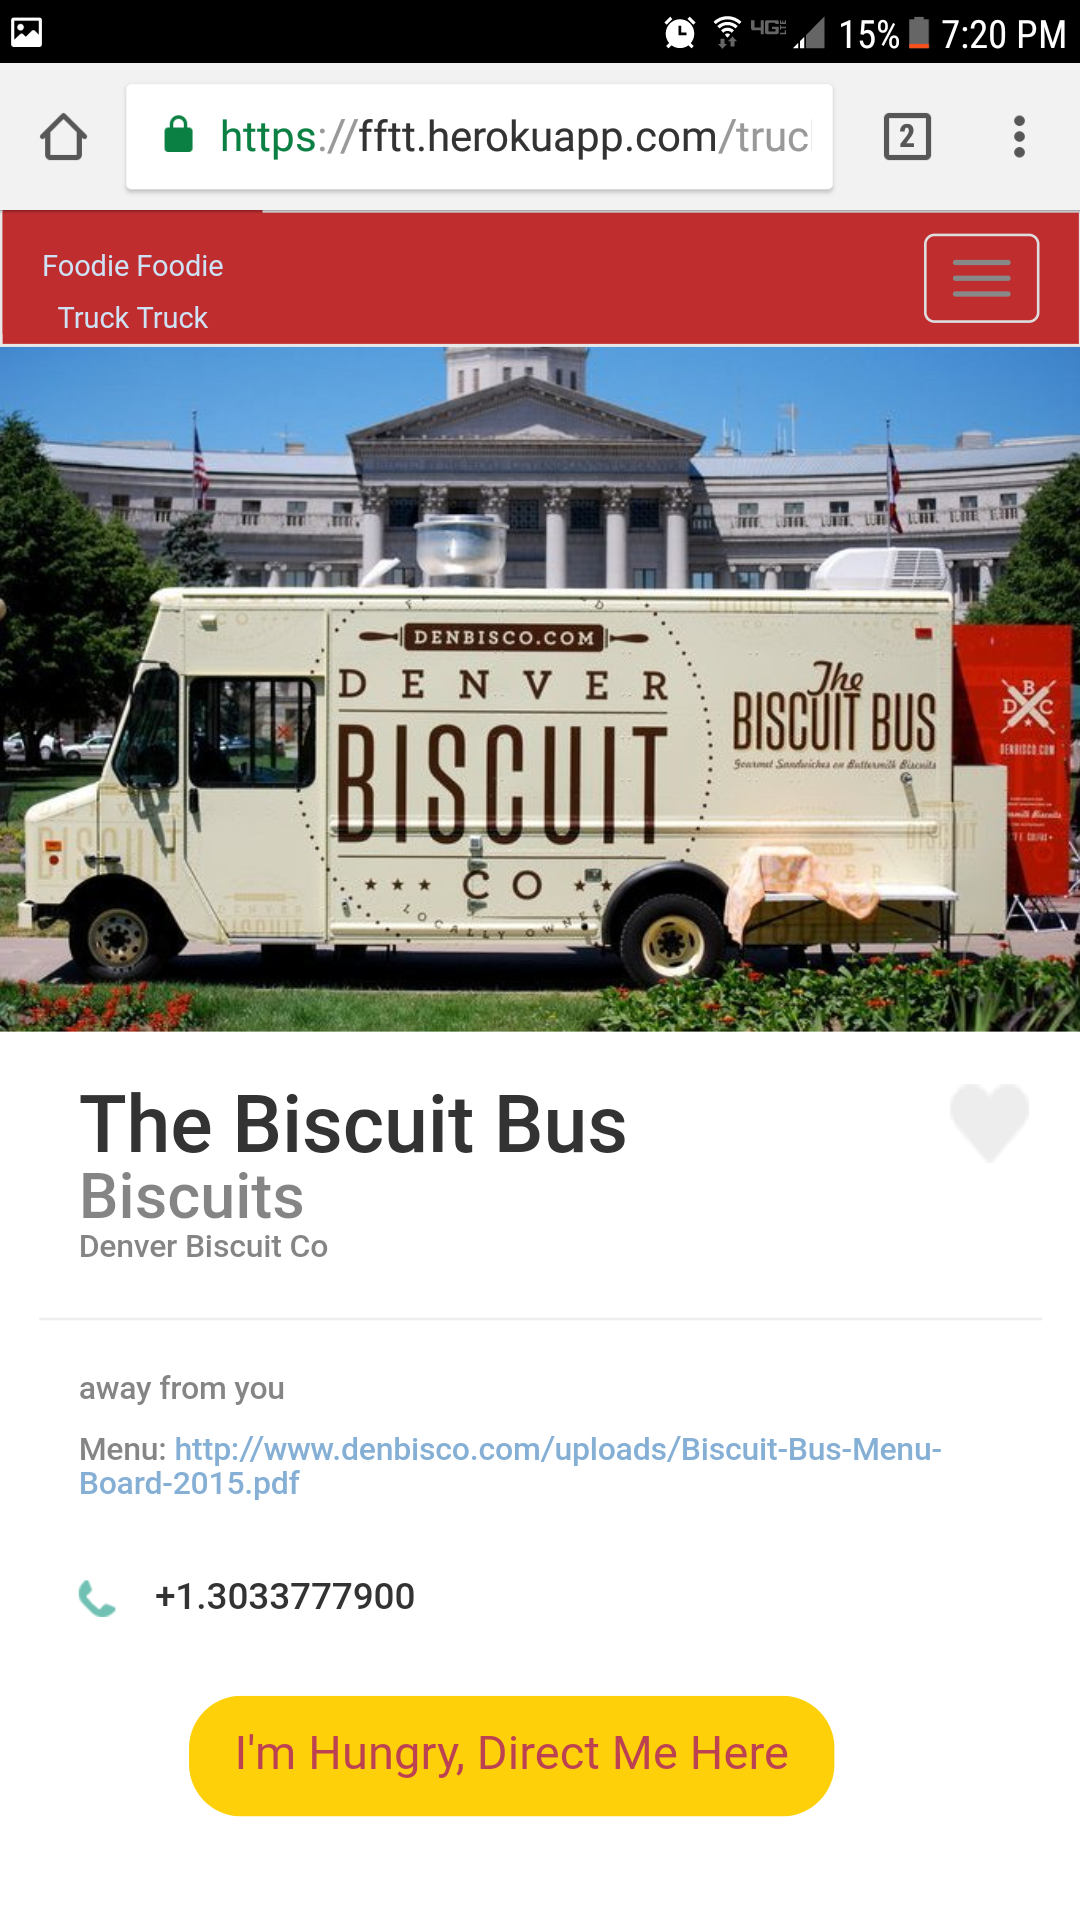 15% 7:20 PM
https://fftt.herokuapp.com/truc
2
Foodie Foodie
Truck Truck
DENBISCO.COM
DENVER
BISCUIT
CO
LOCALLY OWNED
The
BISCUIT BUS
Gourmet Sandwiches on Buttermilk Biscuits
B
D C
DENBISCO.COM
The Biscuit Bus
Biscuits
Denver Biscuit Co
away from you
Menu: http://www.denbisco.com/uploads/Biscuit-Bus-Menu-
Board-2015.pdf
+1.3033777900
I'm Hungry, Direct Me Here